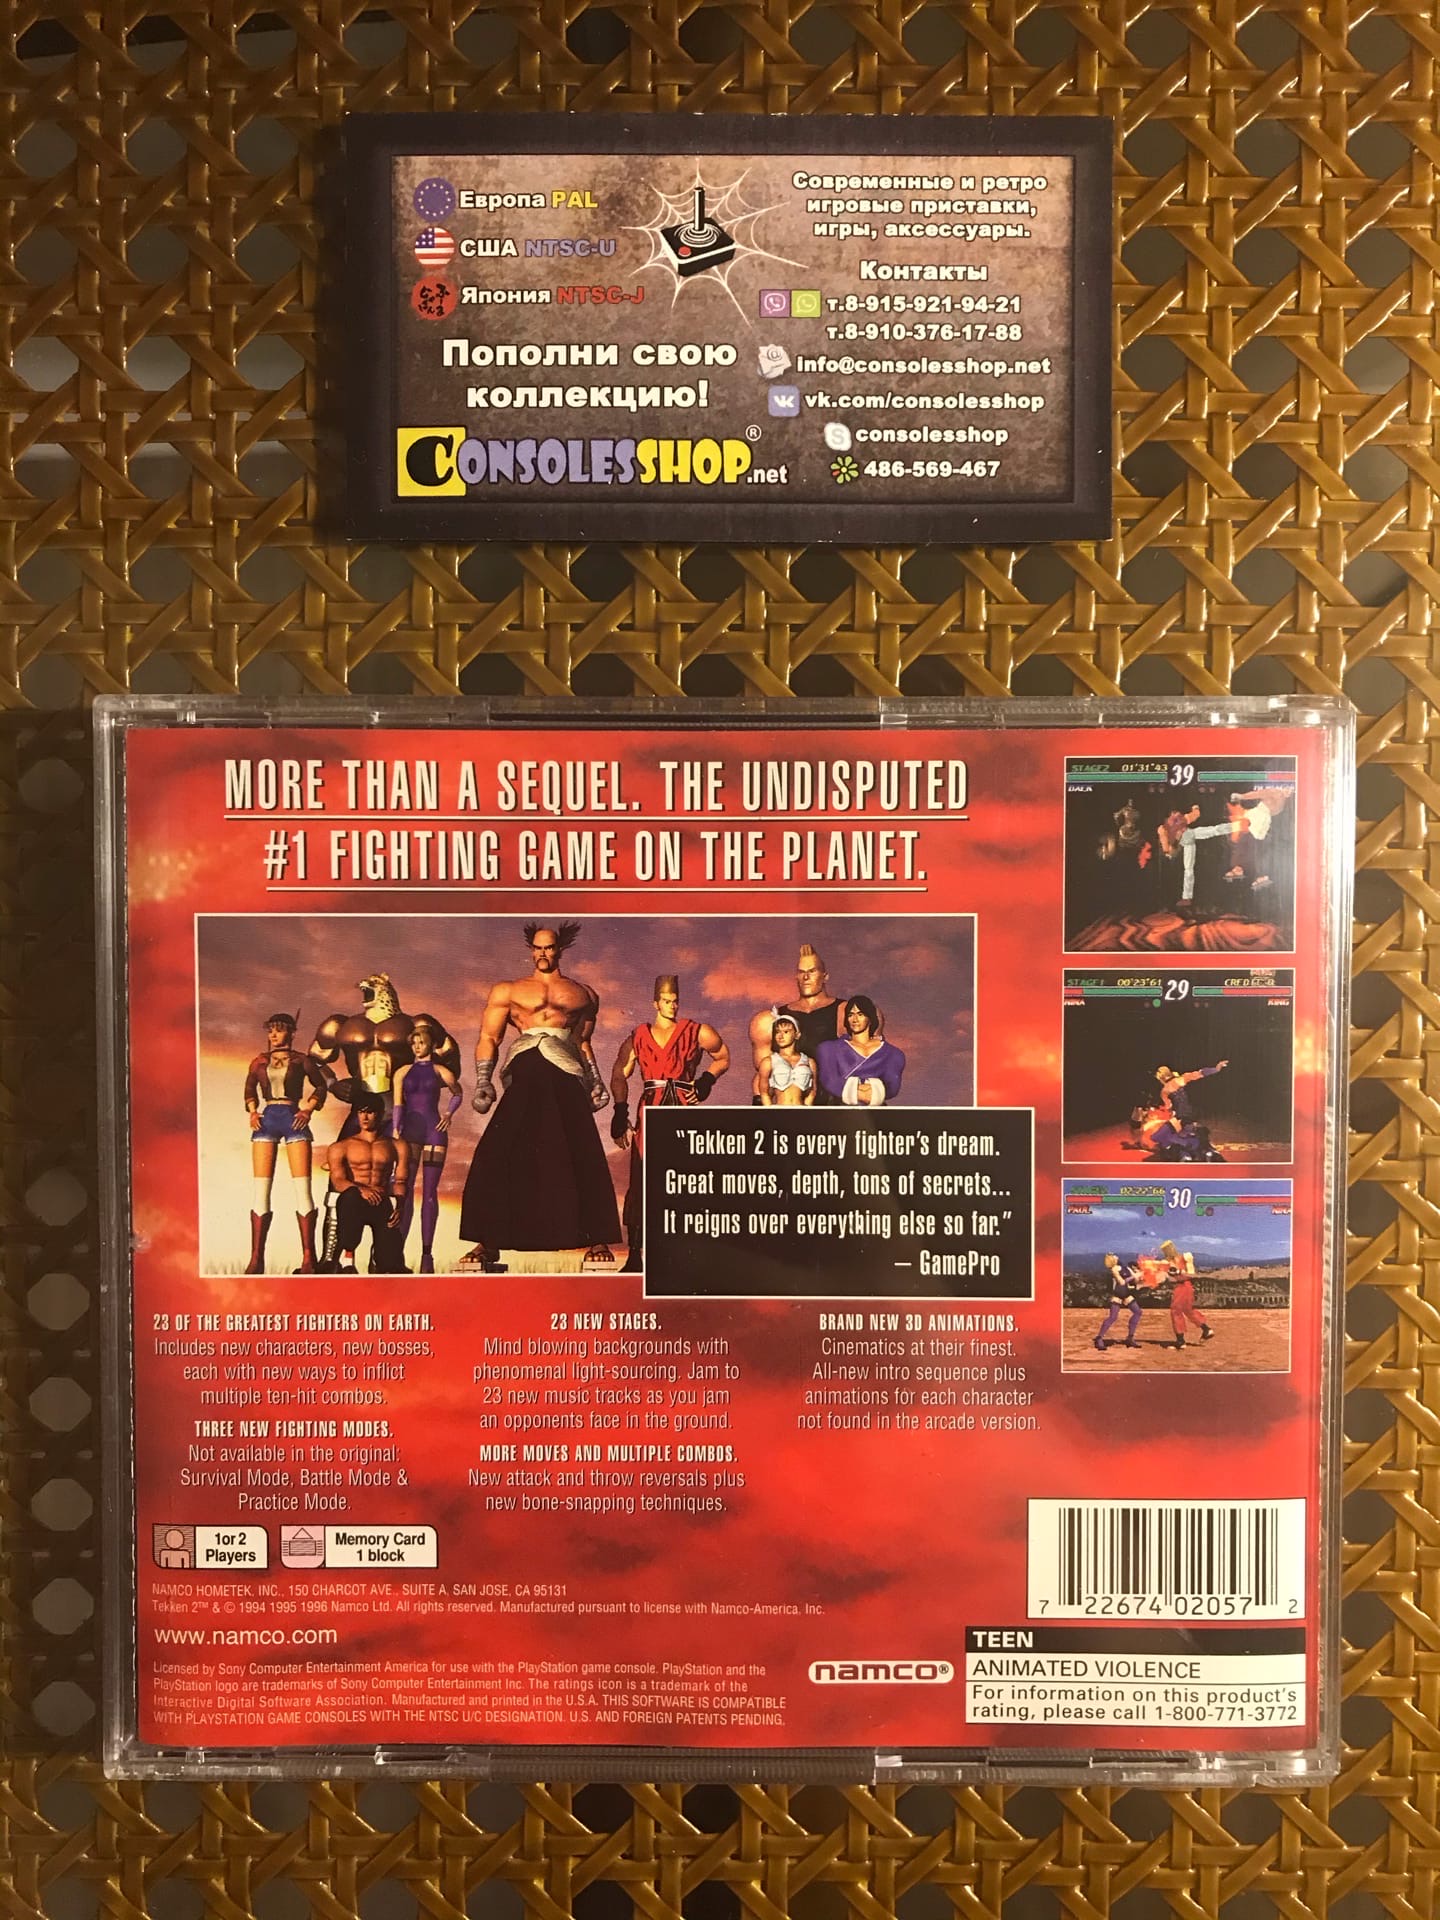 Европа PAL
США NTSC-U
Япония NTSC-J
Пополни свою
коллекцию!
CONSOLESSHOP.net®
Современные и ретро
игровые приставки,
игры, аксессуары.
Контакты
т.8-915-921-94-21
т.8-910-376-17-88
info@consolesshop.net
vk.com/consolesshop
consolesshop
486-569-467
MORE THAN A SEQUEL. THE UNDISPUTED
#1 FIGHTING GAME ON THE PLANET.
STAGE2 01'31"43 39
BAEK
STAGE1 00'23"61 29
NINA KING
30
PAUL NINA
"Tekken 2 is every fighter's dream.
Great moves, depth, tons of secrets...
It reigns over everything else so far."
– GamePro
23 OF THE GREATEST FIGHTERS ON EARTH.
Includes new characters, new bosses,
each with new ways to inflict
multiple ten-hit combos.
THREE NEW FIGHTING MODES.
Not available in the original:
Survival Mode, Battle Mode &
Practice Mode.
23 NEW STAGES.
Mind blowing backgrounds with
phenomenal light-sourcing. Jam to
23 new music tracks as you jam
an opponents face in the ground.
MORE MOVES AND MULTIPLE COMBOS.
New attack and throw reversals plus
new bone-snapping techniques.
BRAND NEW 3D ANIMATIONS.
Cinematics at their finest.
All-new intro sequence plus
animations for each character
not found in the arcade version.
1or 2
Players
Memory Card
1 block
NAMCO HOMETEK, INC., 150 CHARCOT AVE., SUITE A, SAN JOSE, CA 95131
Tekken 2™ & © 1994 1995 1996 Namco Ltd. All rights reserved. Manufactured pursuant to license with Namco-America, Inc.
www.namco.com
Licensed by Sony Computer Entertainment America for use with the PlayStation game console. PlayStation and the
PlayStation logo are trademarks of Sony Computer Entertainment Inc. The ratings icon is a trademark of the
Interactive Digital Software Association. Manufactured and printed in the U.S.A. THIS SOFTWARE IS COMPATIBLE
WITH PLAYSTATION GAME CONSOLES WITH THE NTSC U/C DESIGNATION. U.S. AND FOREIGN PATENTS PENDING.
namco®
7 22674 02057 2
TEEN
ANIMATED VIOLENCE
For information on this product's
rating, please call 1-800-771-3772